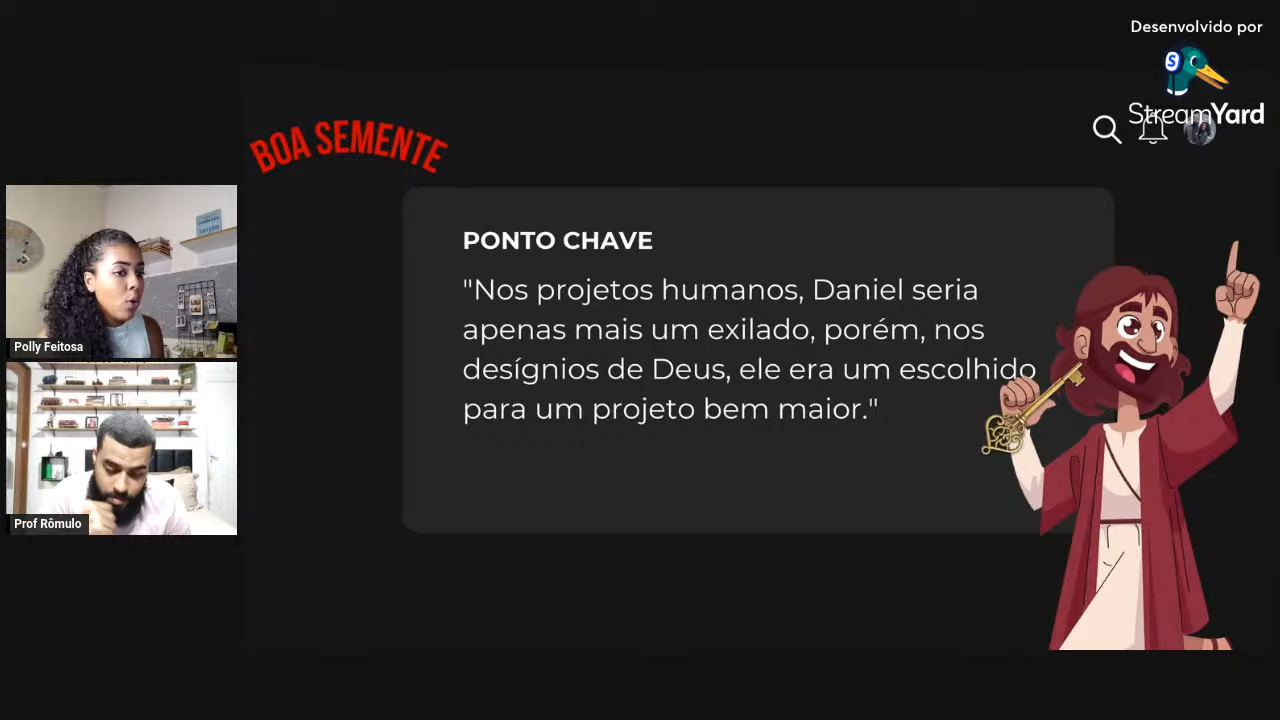 Desenvolvido por
S
StreamYard
BOA SEMENTE
PONTO CHAVE
"Nos projetos humanos, Daniel seria
apenas mais um exilado, porém, nos
desígnios de Deus, ele era um escolhido
para um projeto bem maior."
Polly Feitosa
Prof Rômulo